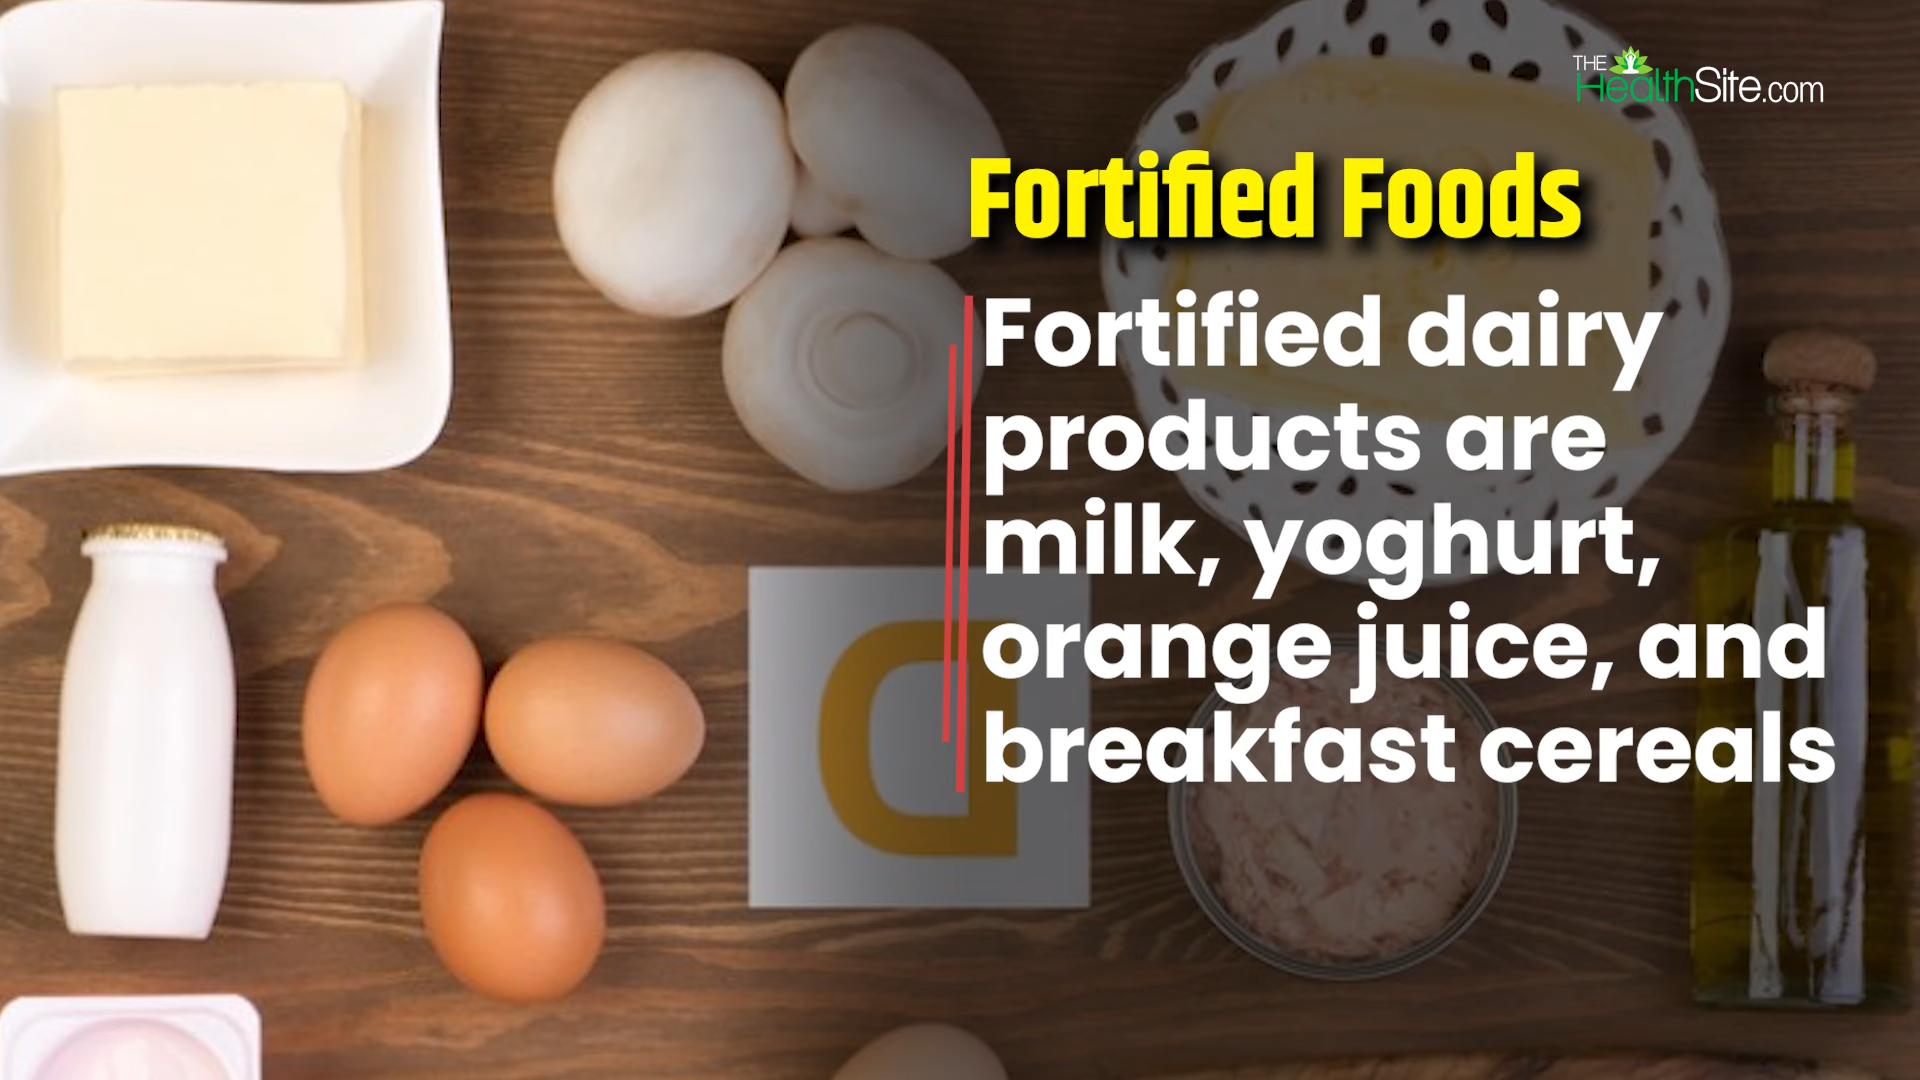 THE
HealthSite.com
Fortified Foods
Fortified dairy
products are
milk, yoghurt,
orange juice, and
breakfast cereals
D